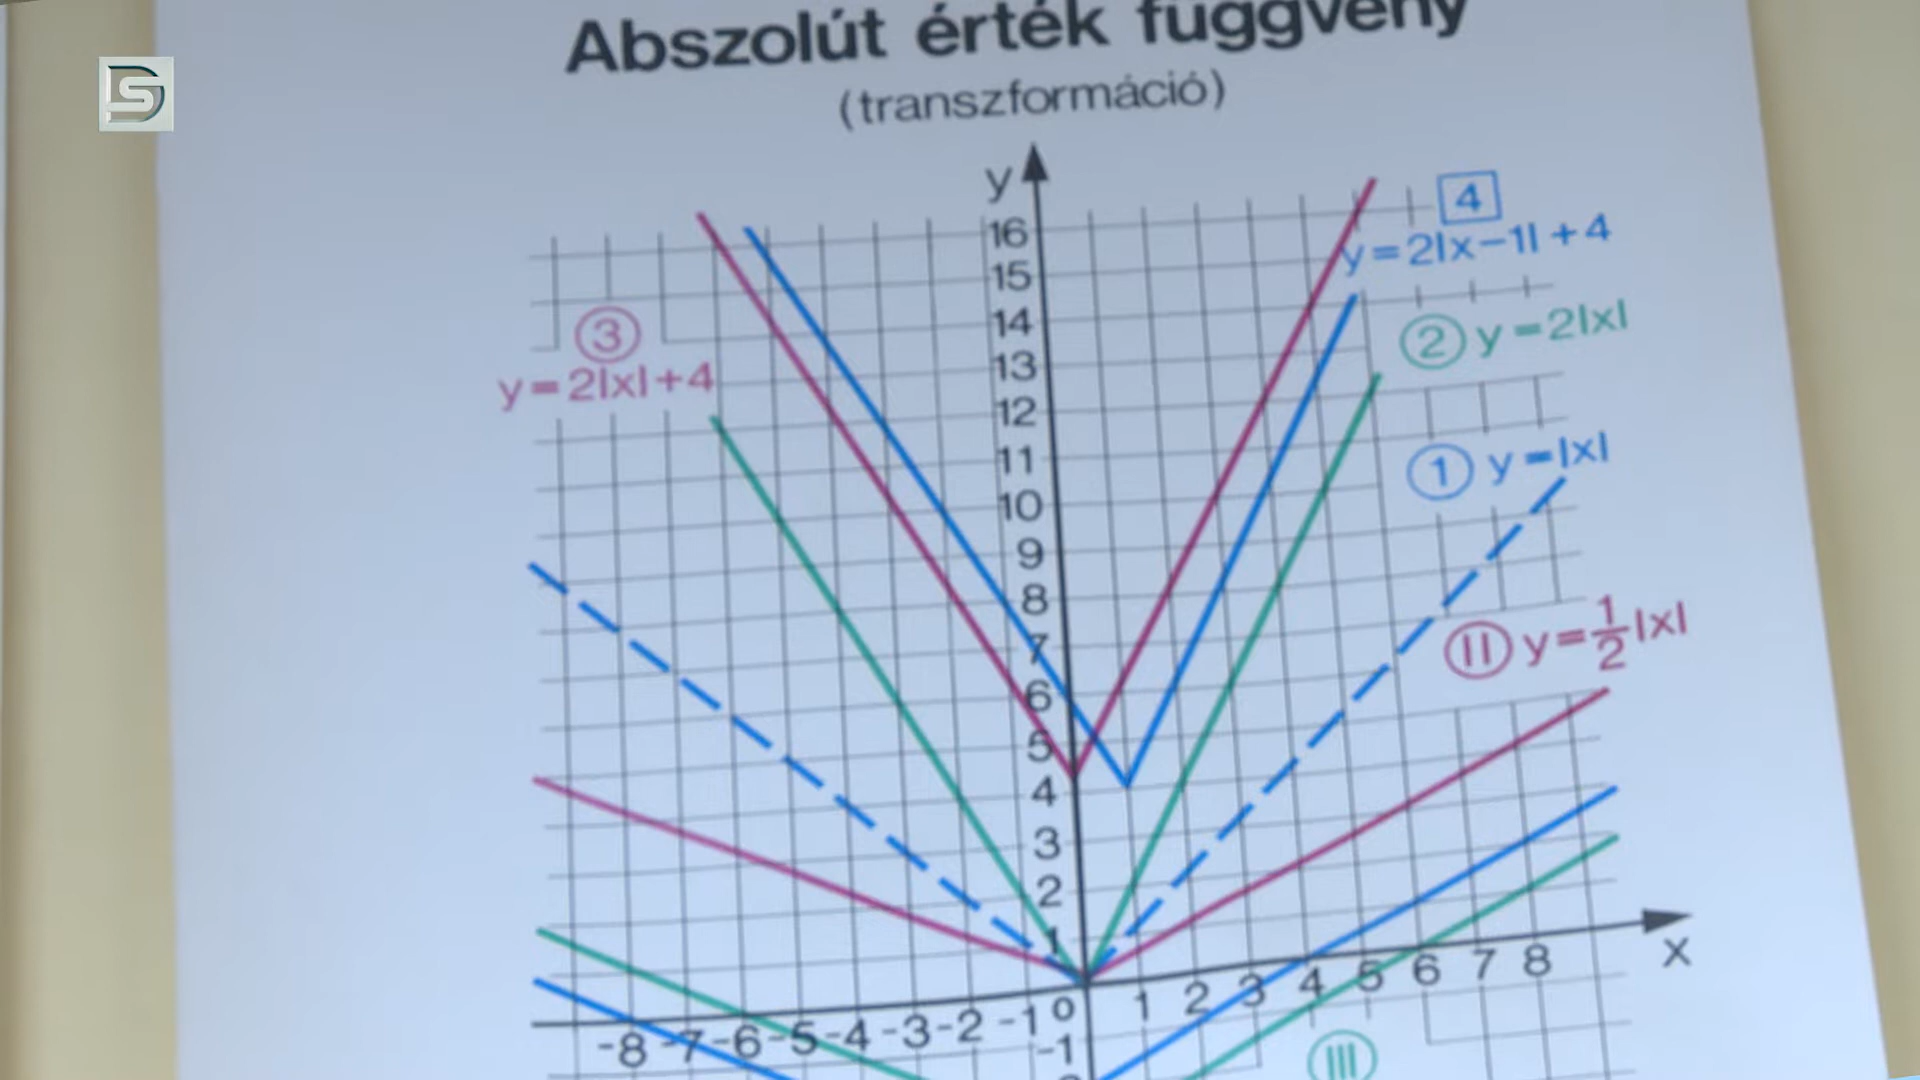 DS
Abszolút érték függvény
(transzformáció)
y
16
15
14
13
12
11
10
9
8
7
6
5
4
3
2
1
4
y=2|x-1|+4
3
y=2|x|+4
2 y=2|x|
1 y=|x|
II y=1/2|x|
-8 -7 -6 -5 -4 -3 -2 -1 0 1 2 3 4 5 6 7 8 x
-1
III